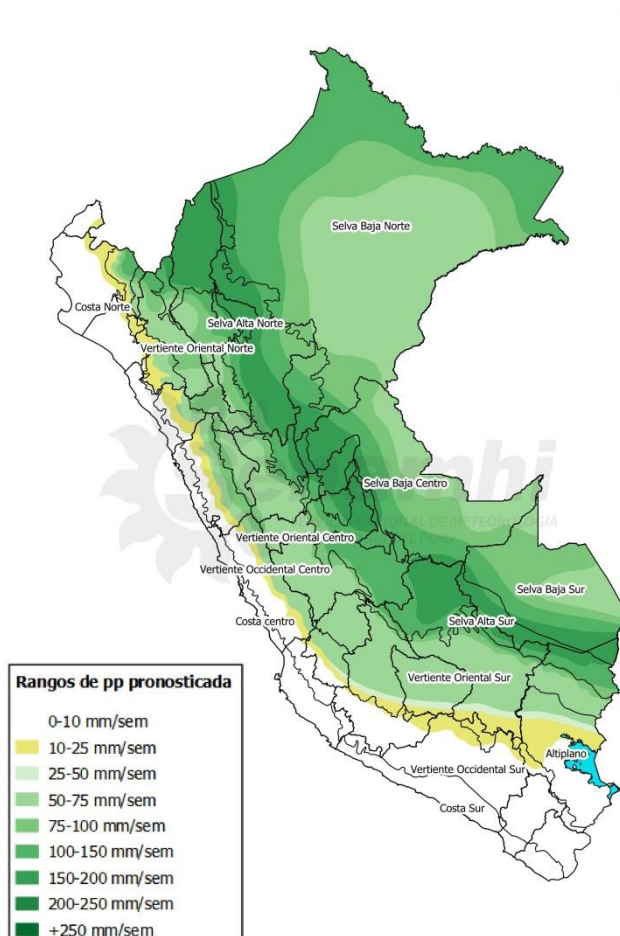 Selva Baja Norte
Costa Norte
Selva Alta Norte
Vertiente Oriental Norte
Selva Baja Centro
Vertiente Oriental Centro
Vertiente Occidental Centro
Selva Baja Sur
Costa centro
Selva Alta Sur
Vertiente Oriental Sur
Altiplano
Vertiente Occidental Sur
Costa Sur
Rangos de pp pronosticada
0-10 mm/sem
10-25 mm/sem
25-50 mm/sem
50-75 mm/sem
75-100 mm/sem
100-150 mm/sem
150-200 mm/sem
200-250 mm/sem
+250 mm/sem